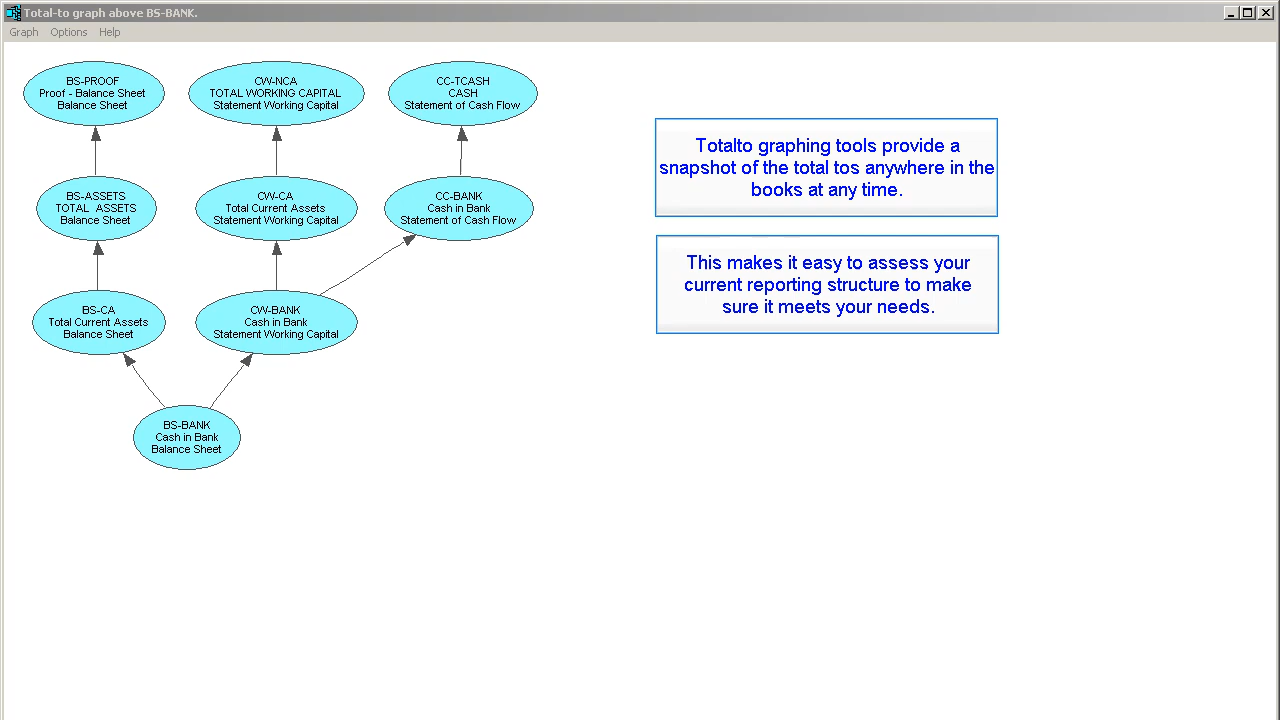 Total-to graph above BS-BANK.
Graph Options Help
BS-PROOF
Proof - Balance Sheet
Balance Sheet
CW-NCA
TOTAL WORKING CAPITAL
Statement Working Capital
CC-TCASH
CASH
Statement of Cash Flow
BS-ASSETS
TOTAL ASSETS
Balance Sheet
CW-CA
Total Current Assets
Statement Working Capital
CC-BANK
Cash in Bank
Statement of Cash Flow
BS-CA
Total Current Assets
Balance Sheet
CW-BANK
Cash in Bank
Statement Working Capital
BS-BANK
Cash in Bank
Balance Sheet
Totalto graphing tools provide a
snapshot of the total tos anywhere in the
books at any time.
This makes it easy to assess your
current reporting structure to make
sure it meets your needs.